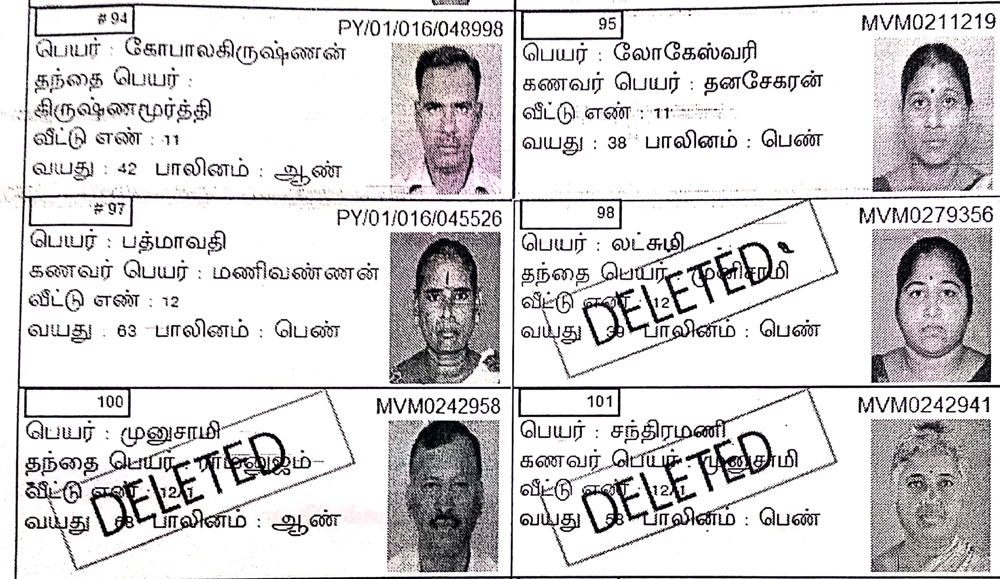 # 94
PY/01/016/048998
பெயர் : கோபாலகிருஷ்ணன்
தந்தை பெயர் :
கிருஷ்ணமூர்த்தி
வீட்டு எண் : 11
வயது : 42 பாலினம் : ஆண்
95
MVM0211219
பெயர் : லோகேஸ்வரி
கணவர் பெயர் : தனசேகரன்
வீட்டு எண் : 11
வயது : 38 பாலினம் : பெண்
# 97
PY/01/016/045526
பெயர் : பத்மாவதி
கணவர் பெயர் : மணிவண்ணன்
வீட்டு எண் : 12
வயது : 63 பாலினம் : பெண்
98
MVM0279356
பெயர் : லட்சுமி
தந்தை பெயர் : முனிசாமி
வீட்டு எண் : 12
வயது 39 பாலினம் : பெண்
DELETED
100
MVM0242958
பெயர் : முனுசாமி
தந்தை பெயர் : ராமனுஜம்
வீட்டு எண் : 12/1
வயது 68 பாலினம் : ஆண்
DELETED
101
MVM0242941
பெயர் : சந்திரமணி
கணவர் பெயர் : முனுசாமி
வீட்டு எண் : 12/1
வயது 58 பாலினம் : பெண்
DELETED